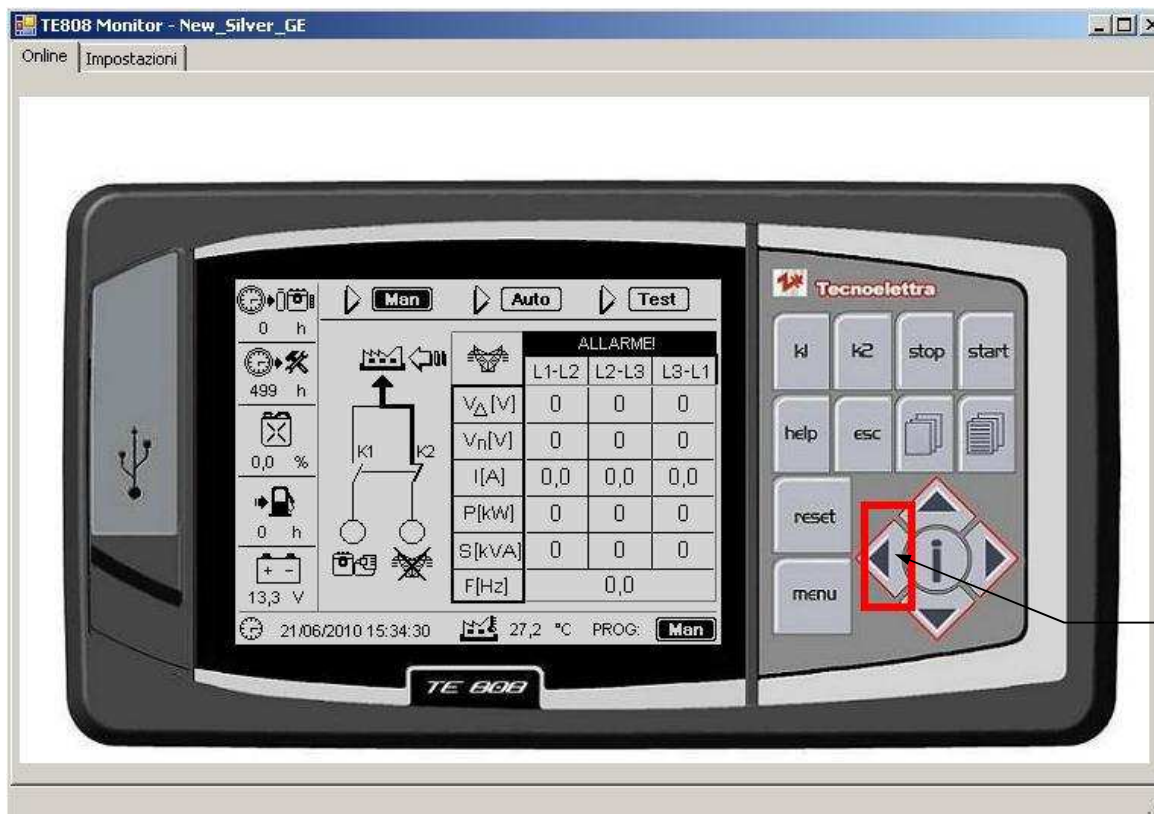 TE808 Monitor - New_Silver_GE
Online Impostazioni
Man Auto Test
0 h
499 h
0,0 %
0 h
+ -
13,3 V
K1 K2
ALLARME!
L1-L2 L2-L3 L3-L1
VΔ[V] 0 0 0
Vn[V] 0 0 0
I[A] 0,0 0,0 0,0
P[kW] 0 0 0
S[kVA] 0 0 0
F[Hz] 0,0
21/06/2010 15:34:30 27,2 °C PROG: Man
TE 808
Tecnoelettra
k1 k2 stop start
help esc
reset
menu
i